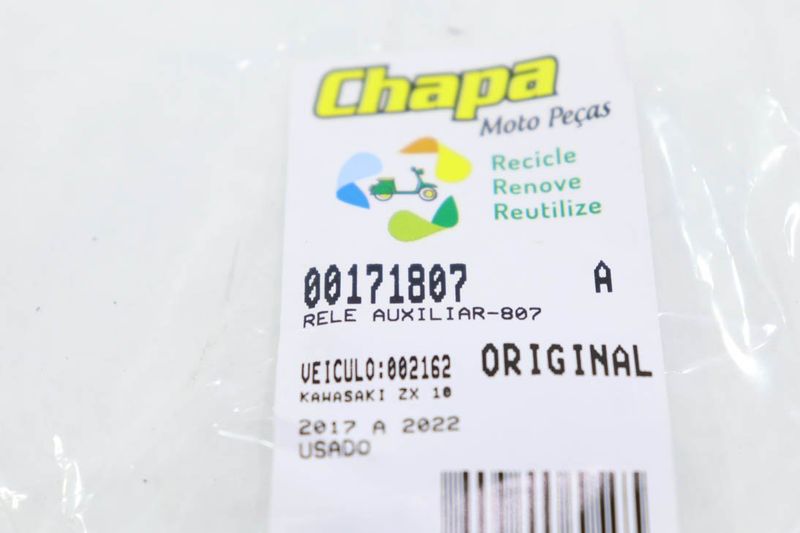 Chapa
Moto Peças
Recicle
Renove
Reutilize
00171807 A
RELE AUXILIAR-807
VEICULO:002162 ORIGINAL
KAWASAKI ZX 10
2017 A 2022
USADO